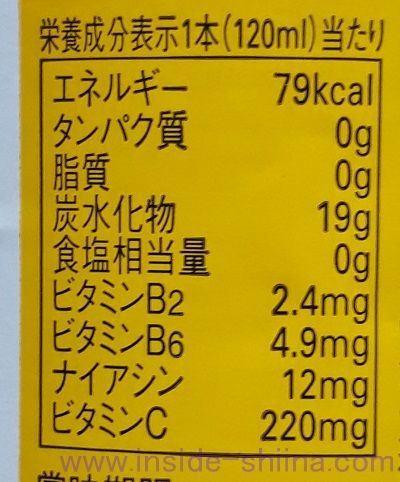 栄養成分表示1本(120ml)当たり
エネルギー 79kcal
タンパク質 0g
脂質 0g
炭水化物 19g
食塩相当量 0g
ビタミンB2 2.4mg
ビタミンB6 4.9mg
ナイアシン 12mg
ビタミンC 220mg
www.inside-shiina.com